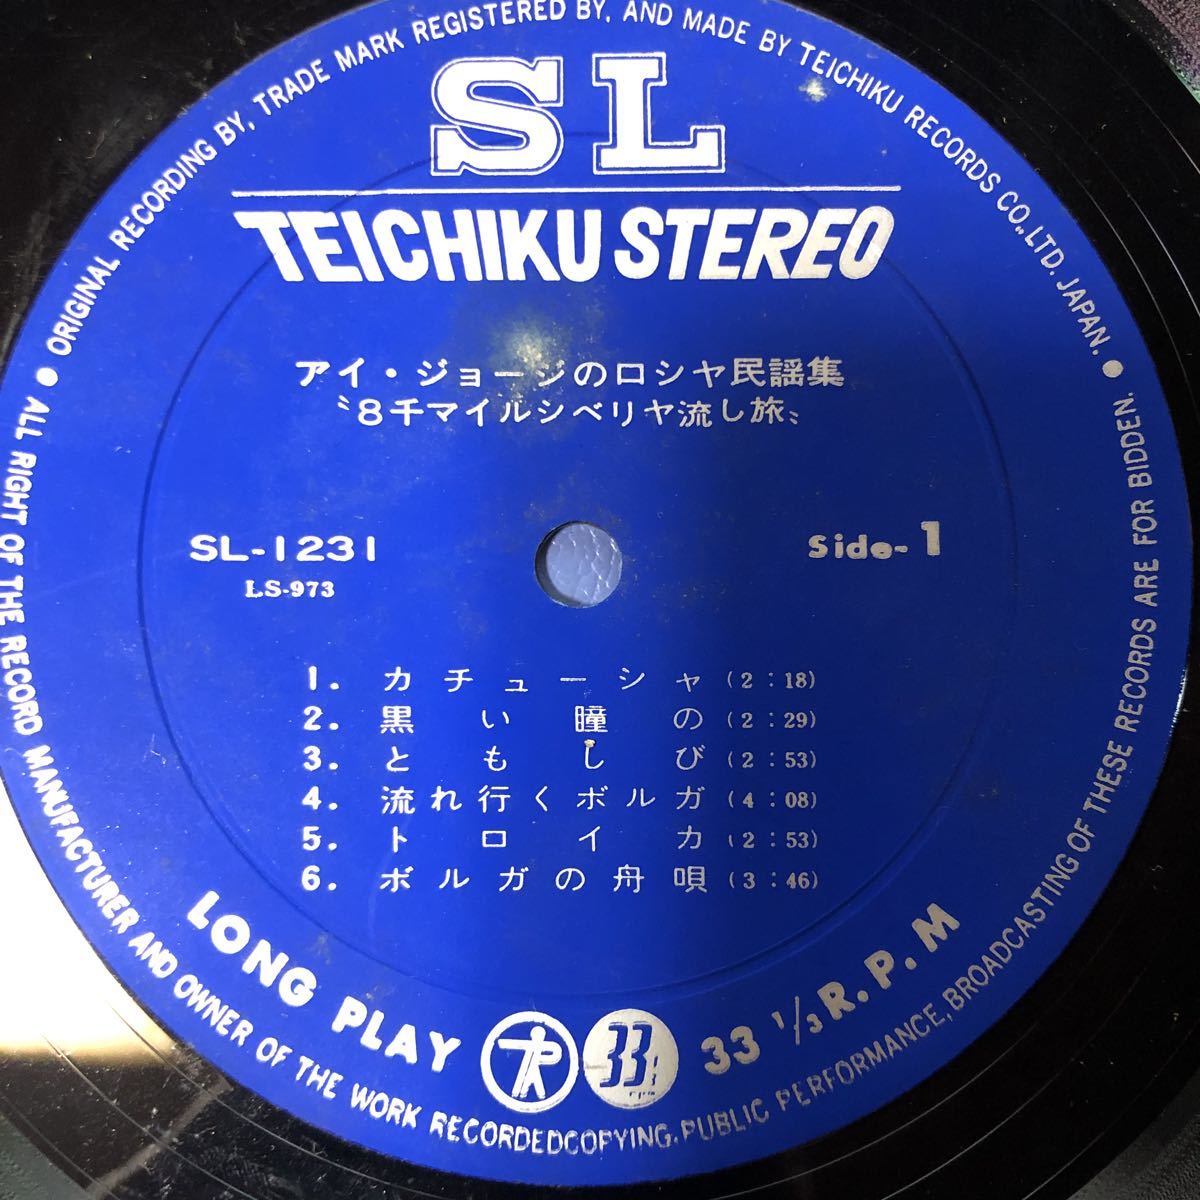 ORIGINAL RECORDING BY, TRADE MARK REGISTERED BY, AND MADE BY TEICHIKU RECORDS CO., LTD. JAPAN. ●
SL
TEICHIKU STEREO
アイ・ジョージのロシヤ民謡集
〝8千マイルシベリヤ流し旅〟
SL-1231
LS-973
Side-1
1. カチューシャ (2:18)
2. 黒い瞳の (2:29)
3. ともしび (2:53)
4. 流れ行くボルガ (4:08)
5. トロイカ (2:53)
6. ボルガの舟唄 (3:46)
LONG PLAY
33 1/3 R.P.M
33 1/3
rpm
● ALL RIGHT OF THE RECORD MANUFACTURER AND OWNER OF THE WORK RECORDEDCOPYING. PUBLIC PERFORMANCE, BROADCASTING OF THESE RECORDS ARE FOR BIDDEN.